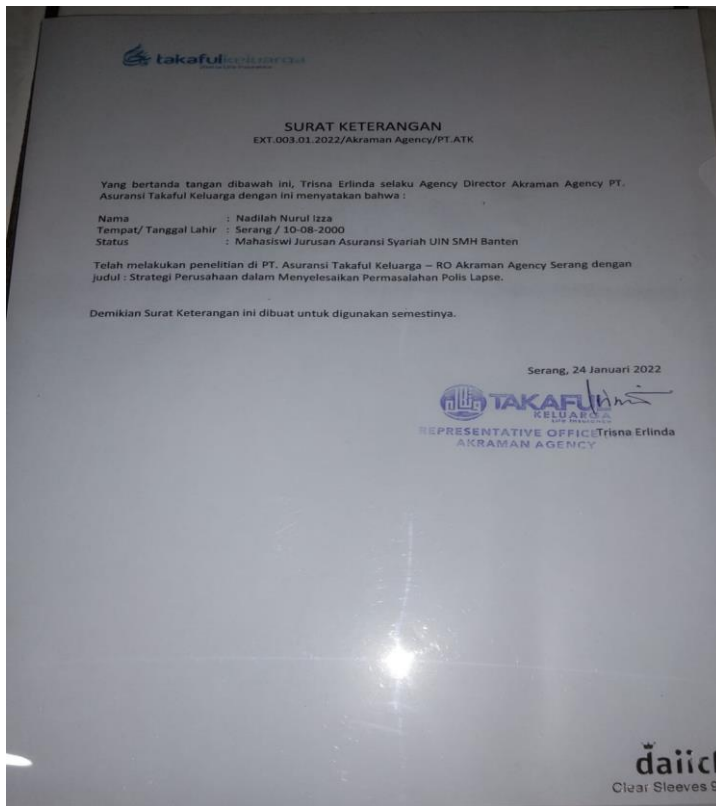 takafulkeluarga
SURAT KETERANGAN
EXT.003.01.2022/Akraman Agency/PT.ATK
Yang bertanda tangan dibawah ini, Trisna Erlinda selaku Agency Director Akraman Agency PT.
Asuransi Takaful Keluarga dengan ini menyatakan bahwa :
Nama : Nadilah Nurul Izza
Tempat/ Tanggal Lahir : Serang / 10-08-2000
Status : Mahasiswi Jurusan Asuransi Syariah UIN SMH Banten
Telah melakukan penelitian di PT. Asuransi Takaful Keluarga – RO Akraman Agency Serang dengan
judul : Strategi Perusahaan dalam Menyelesaikan Permasalahan Polis Lapse.
Demikian Surat Keterangan ini dibuat untuk digunakan semestinya.
Serang, 24 Januari 2022
TAKAFUL
KELUARGA
REPRESENTATIVE OFFICE Trisna Erlinda
AKRAMAN AGENCY
daiic
Clear Sleeves